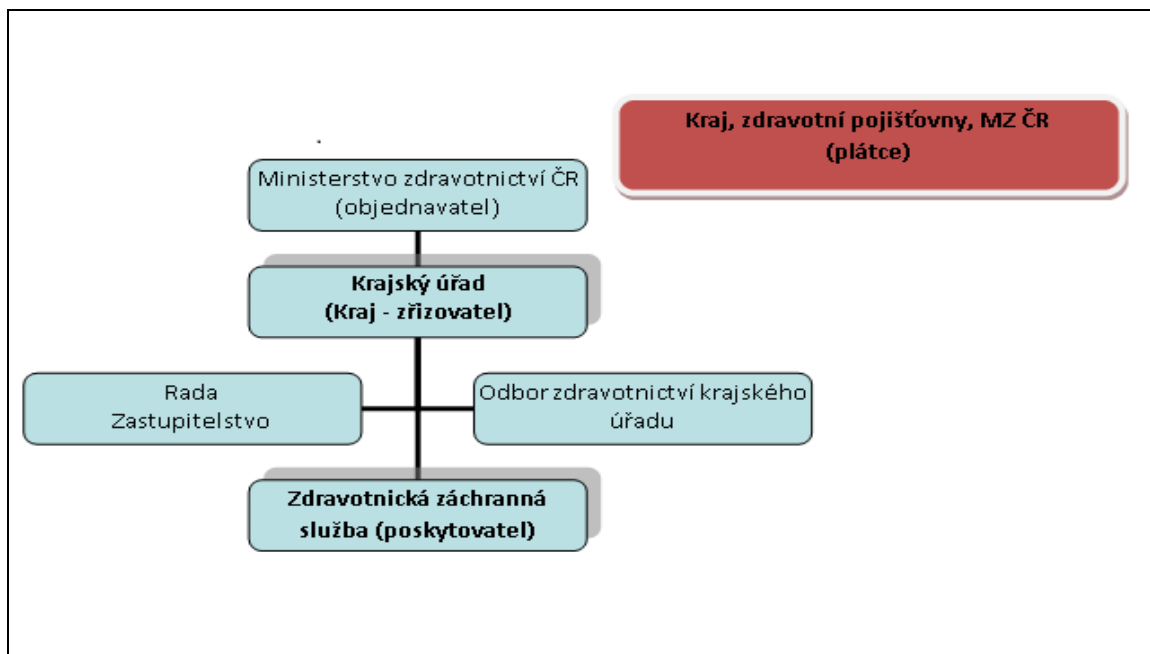 Kraj, zdravotní pojišťovny, MZ ČR
(plátce)
Ministerstvo zdravotnictví ČR
(objednavatel)
Krajský úřad
(Kraj - zřizovatel)
Rada
Zastupitelstvo
Odbor zdravotnictví krajského
úřadu
Zdravotnická záchranná
služba (poskytovatel)